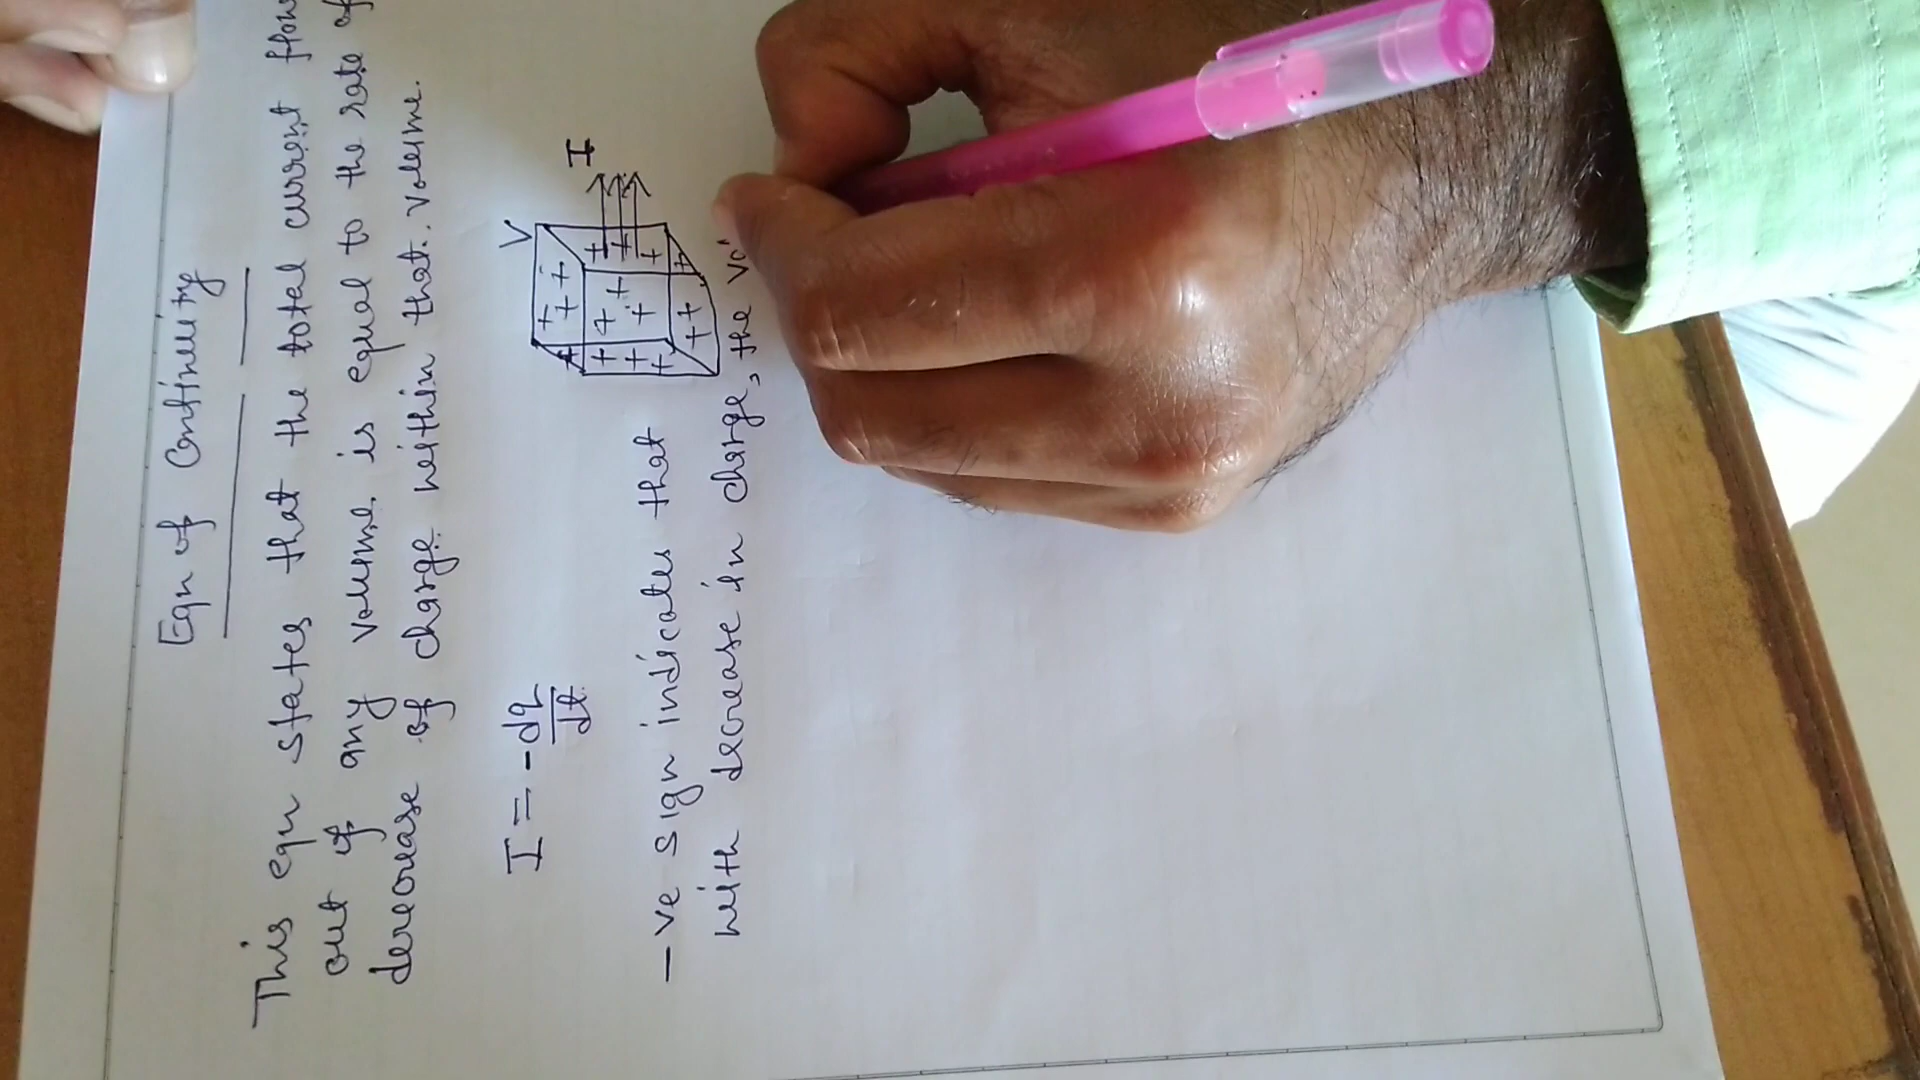 Eqn of Continuity
This eqn states that the total current flow
out of any volume is equal to the rate of
decrease of charge within that volume.
V
I
I = - dq/dt
- ve sign indicates that
with decrease in charge, the vo